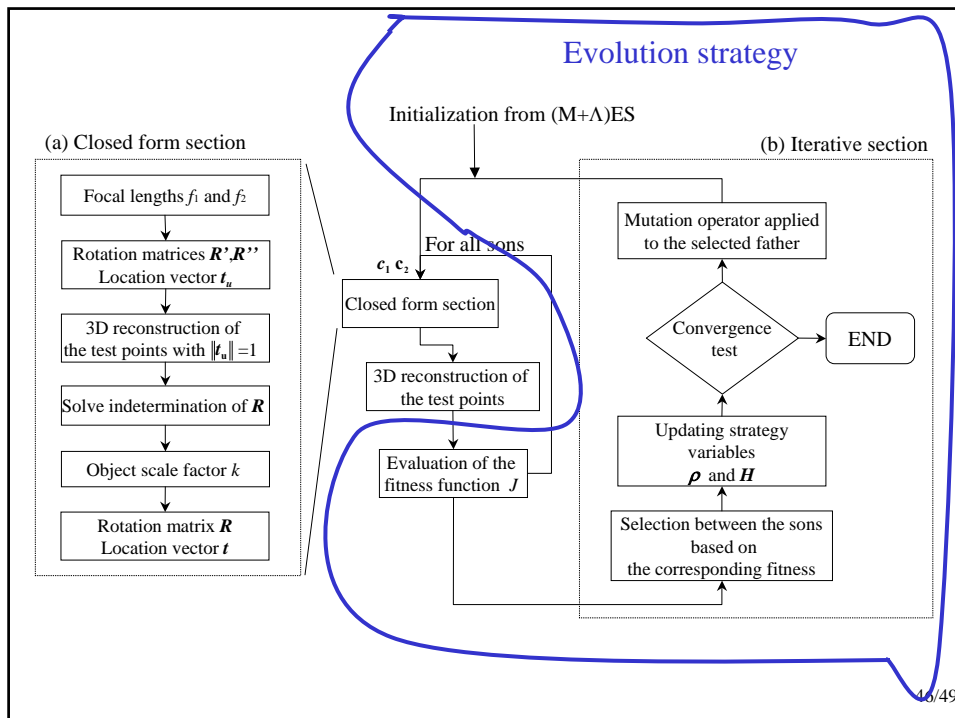 Evolution strategy
Initialization from (M+Λ)ES
(a) Closed form section
Focal lengths f1 and f2
Rotation matrices R’,R’’
Location vector tu
3D reconstruction of
the test points with ||tu|| =1
Solve indetermination of R
Object scale factor k
Rotation matrix R
Location vector t
For all sons
c1 c2
Closed form section
3D reconstruction of
the test points
Evaluation of the
fitness function J
(b) Iterative section
Mutation operator applied
to the selected father
Convergence
test
END
Updating strategy
variables
ρ and H
Selection between the sons
based on
the corresponding fitness
46/49